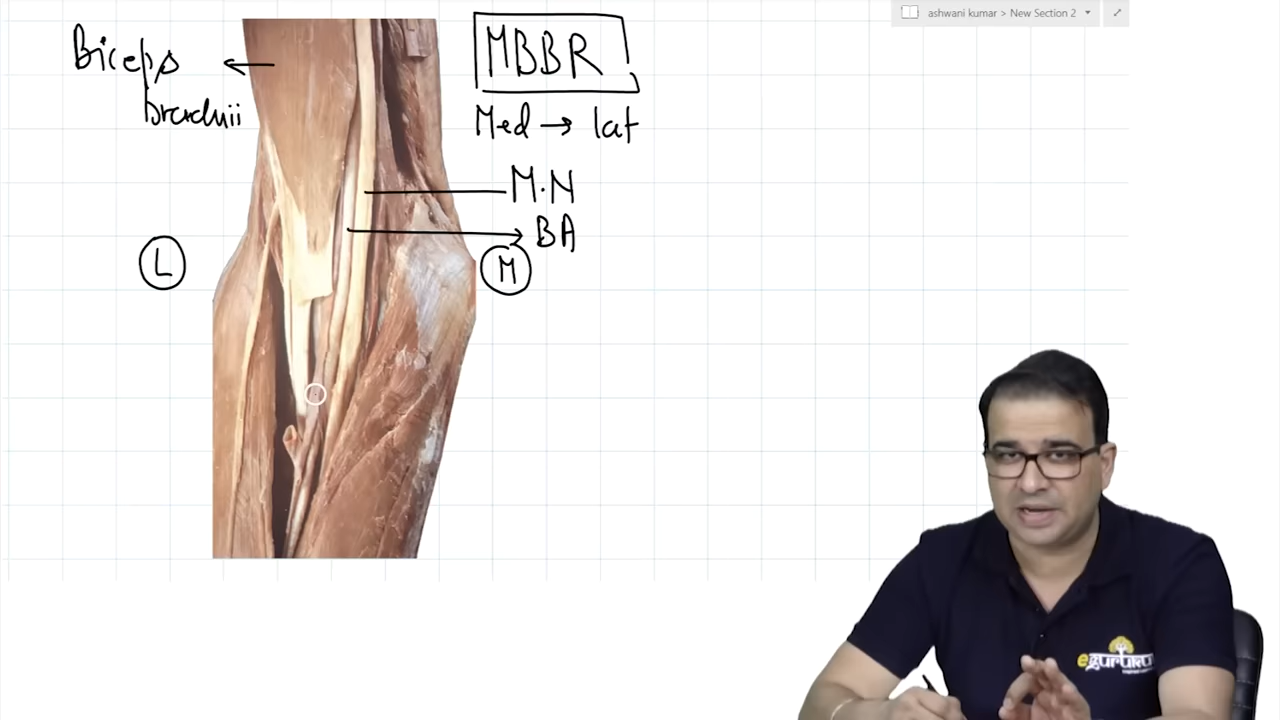 ashwani kumar > New Section 2
Biceps
brachii
MBBR
Med → lat
M.N
BA
L
M
egurukul